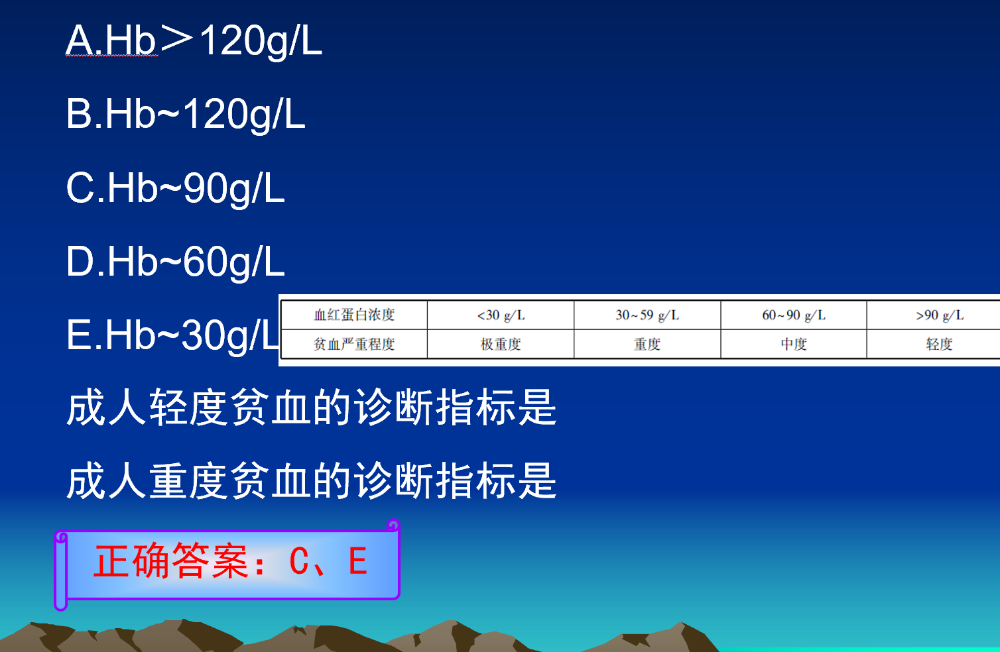 A.Hb＞120g/L
B.Hb~120g/L
C.Hb~90g/L
D.Hb~60g/L
E.Hb~30g/L
血红蛋白浓度 <30 g/L 30~59 g/L 60~90 g/L >90 g/L
贫血严重程度 极重度 重度 中度 轻度
成人轻度贫血的诊断指标是
成人重度贫血的诊断指标是
正确答案：C、E